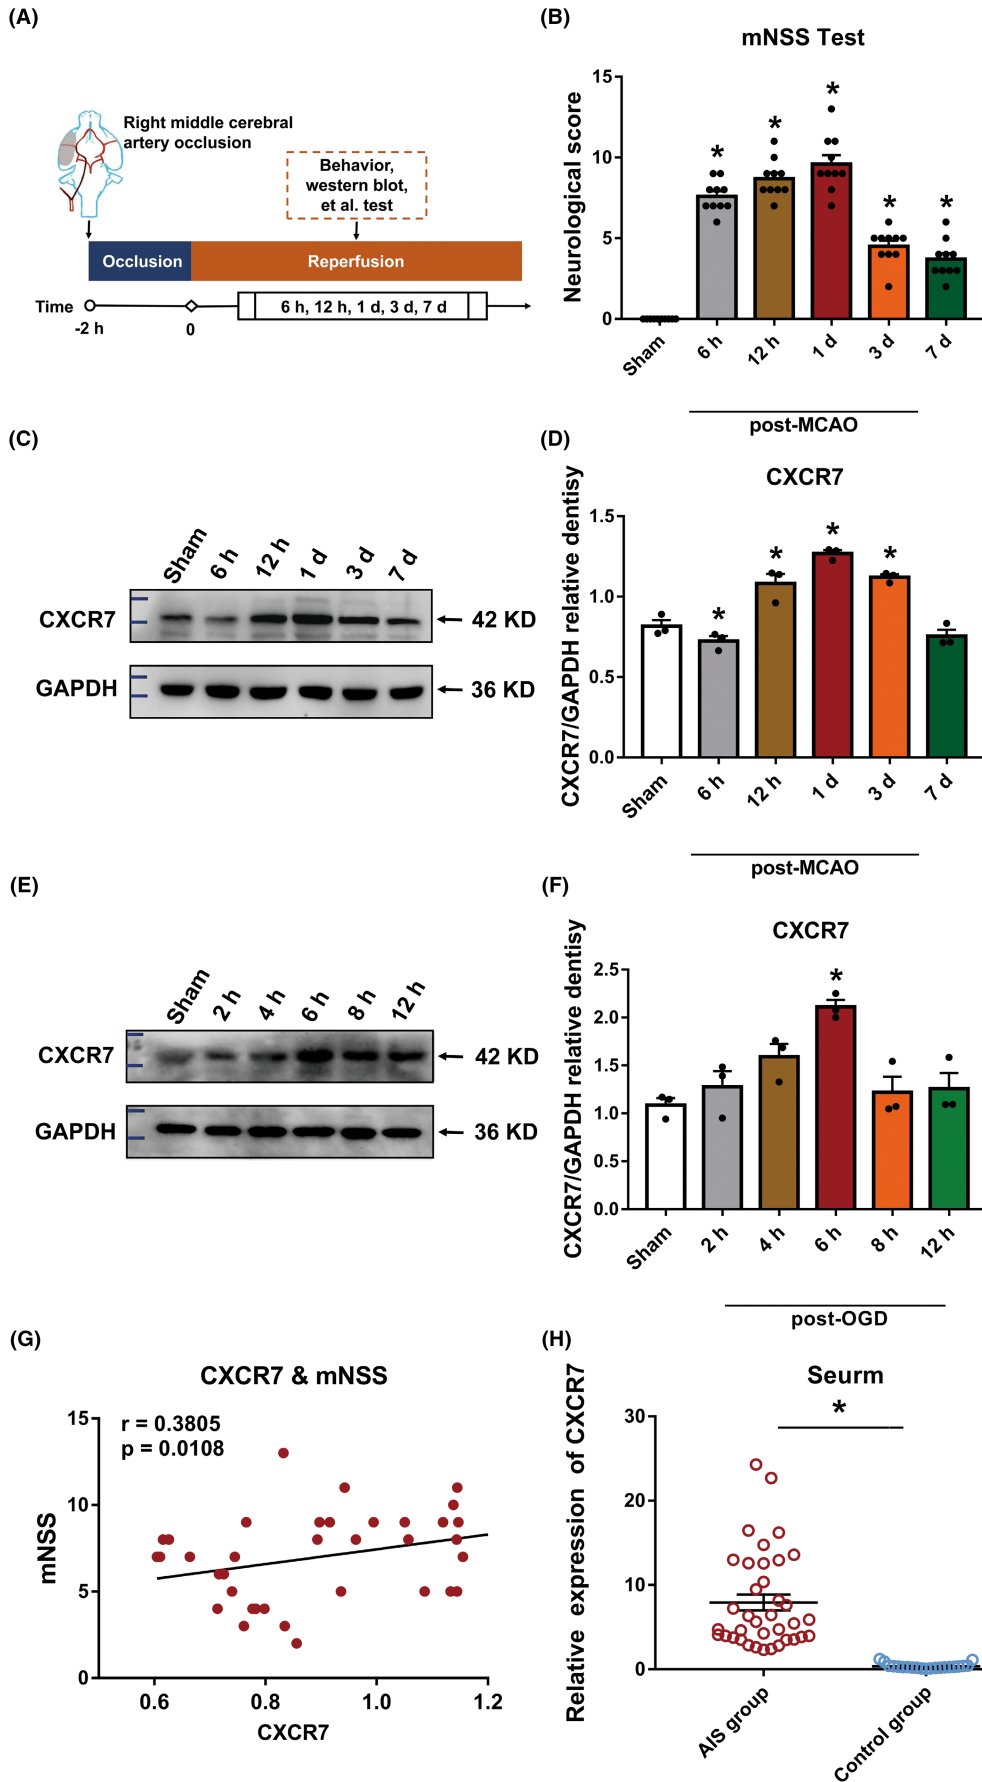 (A)
Right middle cerebral
artery occlusion
Behavior,
western blot,
et al. test
Occlusion
Reperfusion
Time
6 h, 12 h, 1 d, 3 d, 7 d
-2 h
0
(B)
mNSS Test
Neurological score
15
10
5
0
Sham
6 h
12 h
1 d
3 d
7 d
*
*
*
*
*
post-MCAO
(C)
Sham
6 h
12 h
1 d
3 d
7 d
CXCR7
42 KD
GAPDH
36 KD
(D)
CXCR7
CXCR7/GAPDH relative dentisy
1.5
1.0
0.5
0.0
*
*
*
*
Sham
6 h
12 h
1 d
3 d
7 d
post-MCAO
(E)
Sham
2 h
4 h
6 h
8 h
12 h
CXCR7
42 KD
GAPDH
36 KD
(F)
CXCR7
CXCR7/GAPDH relative dentisy
2.5
2.0
1.5
1.0
0.5
0.0
*
Sham
2 h
4 h
6 h
8 h
12 h
post-OGD
(G)
CXCR7 & mNSS
r = 0.3805
p = 0.0108
mNSS
15
10
5
0
0.6
0.8
1.0
1.2
CXCR7
(H)
Seurm
*
Relative expression of CXCR7
30
20
10
0
AIS group
Control group